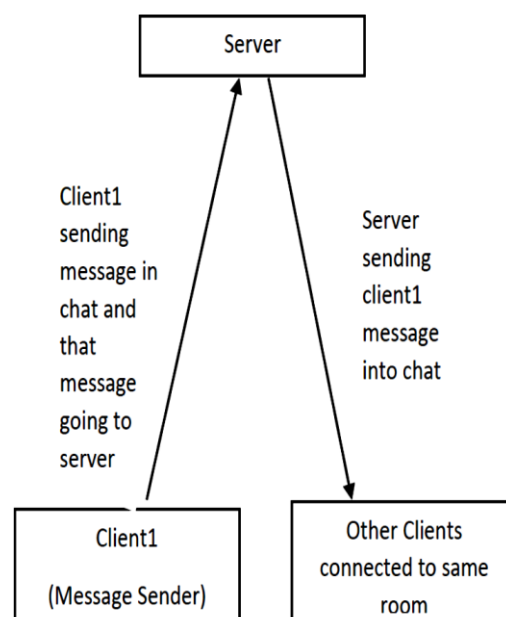 Server
Client1
sending
message in
chat and
that
message
going to
server
Server
sending
client1
message
into chat
Client1
(Message Sender)
Other Clients
connected to same
room